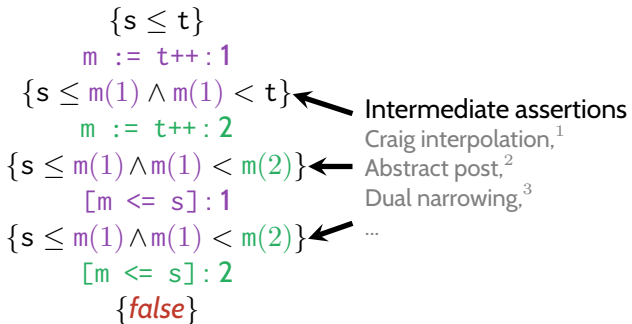 {s ≤ t}
m := t++:1
{s ≤ m(1) ∧ m(1) < t}
Intermediate assertions
m := t++:2
Craig interpolation,¹
{s ≤ m(1) ∧ m(1) < m(2)}
Abstract post,²
[m <= s]:1
Dual narrowing,³
{s ≤ m(1) ∧ m(1) < m(2)}
...
[m <= s]:2
{false}